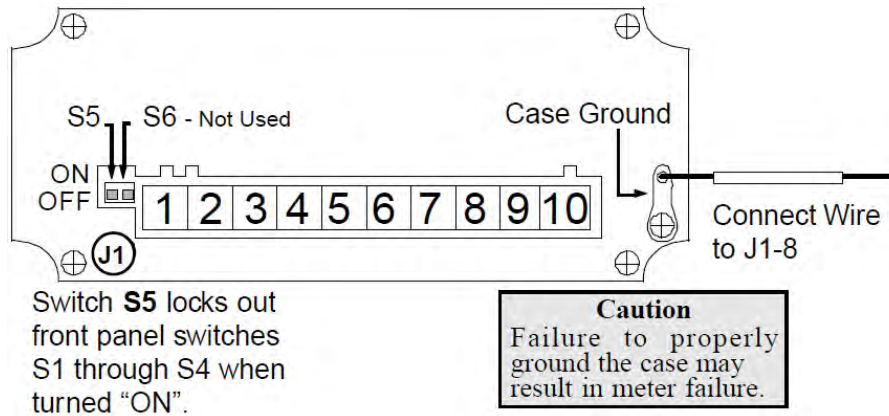 S5 S6 - Not Used
Case Ground
ON
OFF
1 2 3 4 5 6 7 8 9 10
J1
Connect Wire
to J1-8
Switch S5 locks out
front panel switches
S1 through S4 when
turned “ON”.
Caution
Failure to properly
ground the case may
result in meter failure.